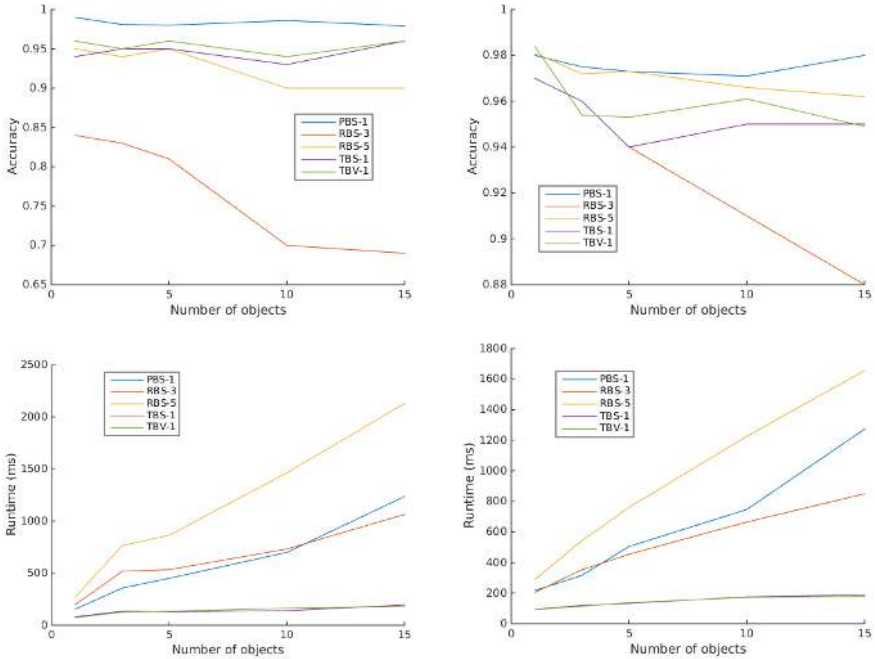 1
0.95
0.9
0.85
0.8
0.75
0.7
0.65
Accuracy
0
5
10
15
Number of objects
PBS-1
RBS-3
RBS-5
TBS-1
TBV-1
1
0.98
0.96
0.94
0.92
0.9
0.88
Accuracy
0
5
10
15
Number of objects
PBS-1
RBS-3
RBS-5
TBS-1
TBV-1
2500
2000
1500
1000
500
0
Runtime (ms)
0
5
10
15
Number of objects
PBS-1
RBS-3
RBS-5
TBS-1
TBV-1
1800
1600
1400
1200
1000
800
600
400
200
0
Runtime (ms)
0
5
10
15
Number of objects
PBS-1
RBS-3
RBS-5
TBS-1
TBV-1